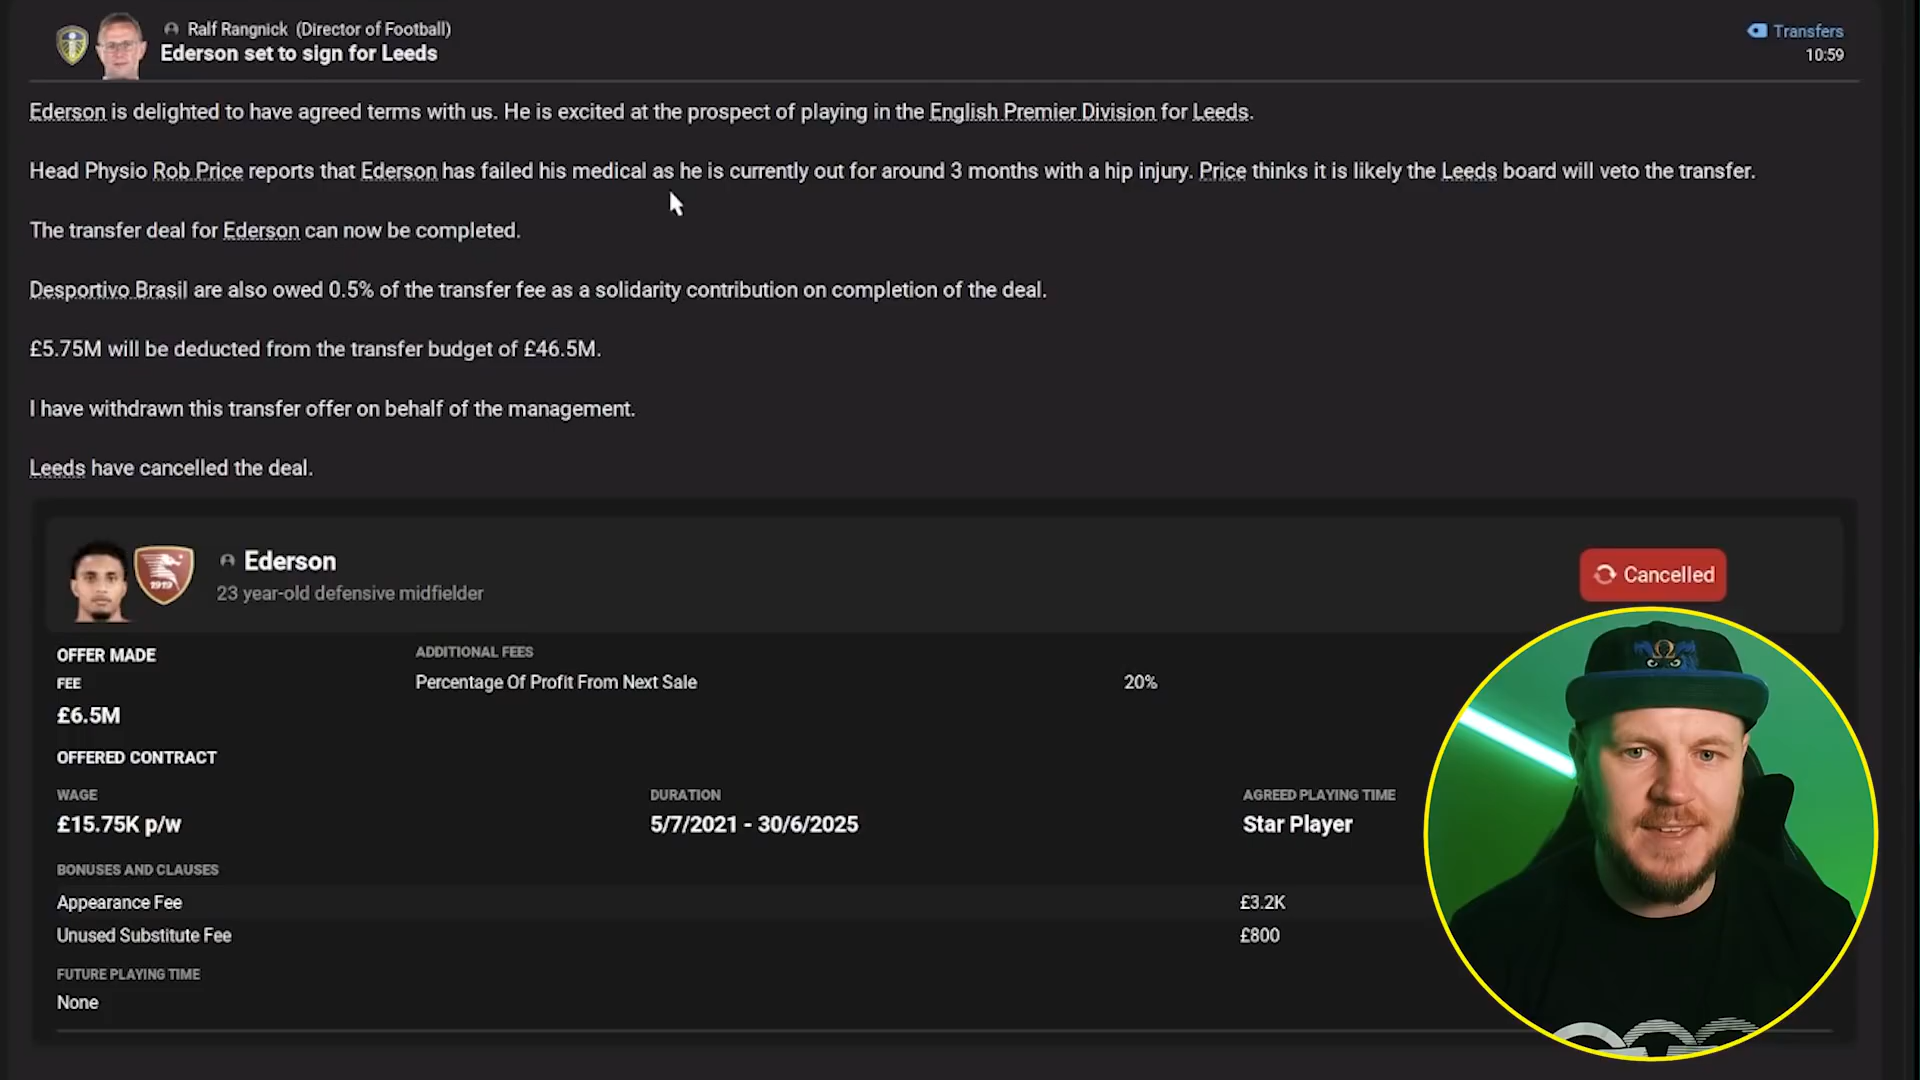 Ralf Rangnick (Director of Football)
Transfers
Ederson set to sign for Leeds
10:59
Ederson is delighted to have agreed terms with us. He is excited at the prospect of playing in the English Premier Division for Leeds.
Head Physio Rob Price reports that Ederson has failed his medical as he is currently out for around 3 months with a hip injury. Price thinks it is likely the Leeds board will veto the transfer.
The transfer deal for Ederson can now be completed.
Desportivo Brasil are also owed 0.5% of the transfer fee as a solidarity contribution on completion of the deal.
£5.75M will be deducted from the transfer budget of £46.5M.
I have withdrawn this transfer offer on behalf of the management.
Leeds have cancelled the deal.
1919
Ederson
23 year-old defensive midfielder
Cancelled
OFFER MADE
ADDITIONAL FEES
FEE
Percentage Of Profit From Next Sale 20%
£6.5M
OFFERED CONTRACT
WAGE DURATION AGREED PLAYING TIME
£15.75K p/w 5/7/2021 - 30/6/2025 Star Player
BONUSES AND CLAUSES
Appearance Fee £3.2K
Unused Substitute Fee £800
FUTURE PLAYING TIME
None